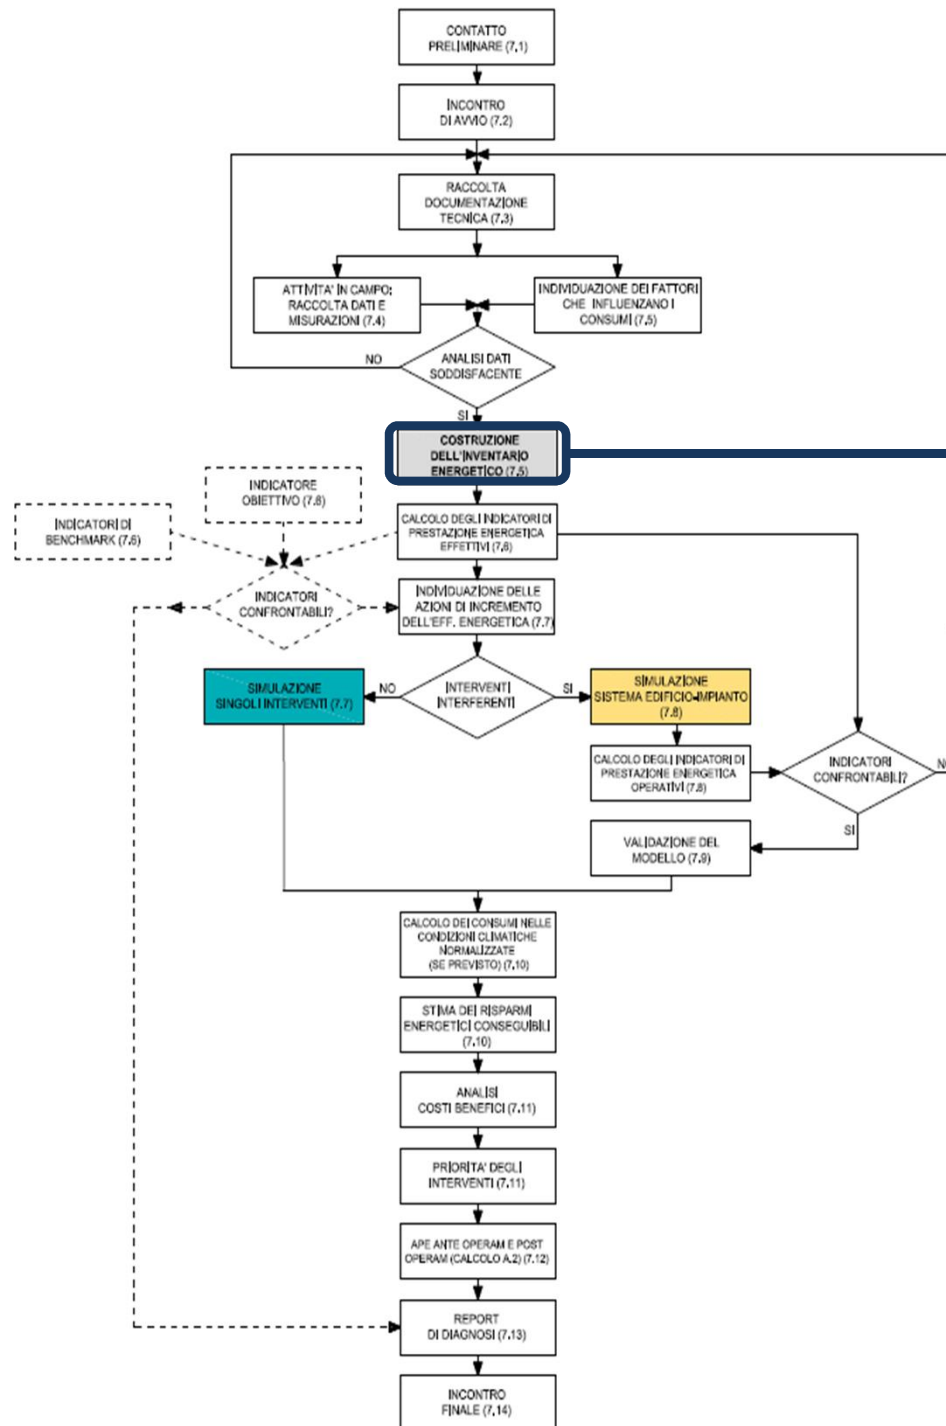 CONTATTO
PRELIMINARE (7.1)
INCONTRO
DI AVVIO (7.2)
RACCOLTA
DOCUMENTAZIONE
TECNICA (7.3)
ATTIVITA' IN CAMPO:
RACCOLTA DATI E
MISURAZIONI (7.4)
INDIVIDUAZIONE DEI FATTORI
CHE INFLUENZANO I
CONSUMI (7.5)
NO
ANALISI DATI
SODDISFACENTE
SI
COSTRUZIONE
DELL'INVENTARIO
ENERGETICO (7.5)
INDICATORE
OBIETTIVO (7.6)
INDICATORI DI
BENCHMARK (7.6)
CALCOLO DEGLI INDICATORI DI
PRESTAZIONE ENERGETICA
EFFETTIVI (7.6)
INDICATORI
CONFRONTABILI?
INDIVIDUAZIONE DELLE
AZIONI DI INCREMENTO
DELL'EFF. ENERGETICA (7.7)
SIMULAZIONE
SINGOLI INTERVENTI (7.7)
NO
INTERVENTI
INTERFERENTI
SI
SIMULAZIONE
SISTEMA EDIFICIO-IMPIANTO
(7.8)
CALCOLO DEGLI INDICATORI DI
PRESTAZIONE ENERGETICA
OPERATIVI (7.8)
INDICATORI
CONFRONTABILI?
NO
SI
VALIDAZIONE DEL
MODELLO (7.9)
CALCOLO DEI CONSUMI NELLE
CONDIZIONI CLIMATICHE
NORMALIZZATE
(SE PREVISTO) (7.10)
STIMA DEI RISPARMI
ENERGETICI CONSEGUIBILI
(7.10)
ANALISI
COSTI BENEFICI (7.11)
PRIORITA' DEGLI
INTERVENTI (7.11)
APE ANTE OPERAM E POST
OPERAM (CALCOLO A.2) (7.12)
REPORT
DI DIAGNOSI (7.13)
INCONTRO
FINALE (7.14)